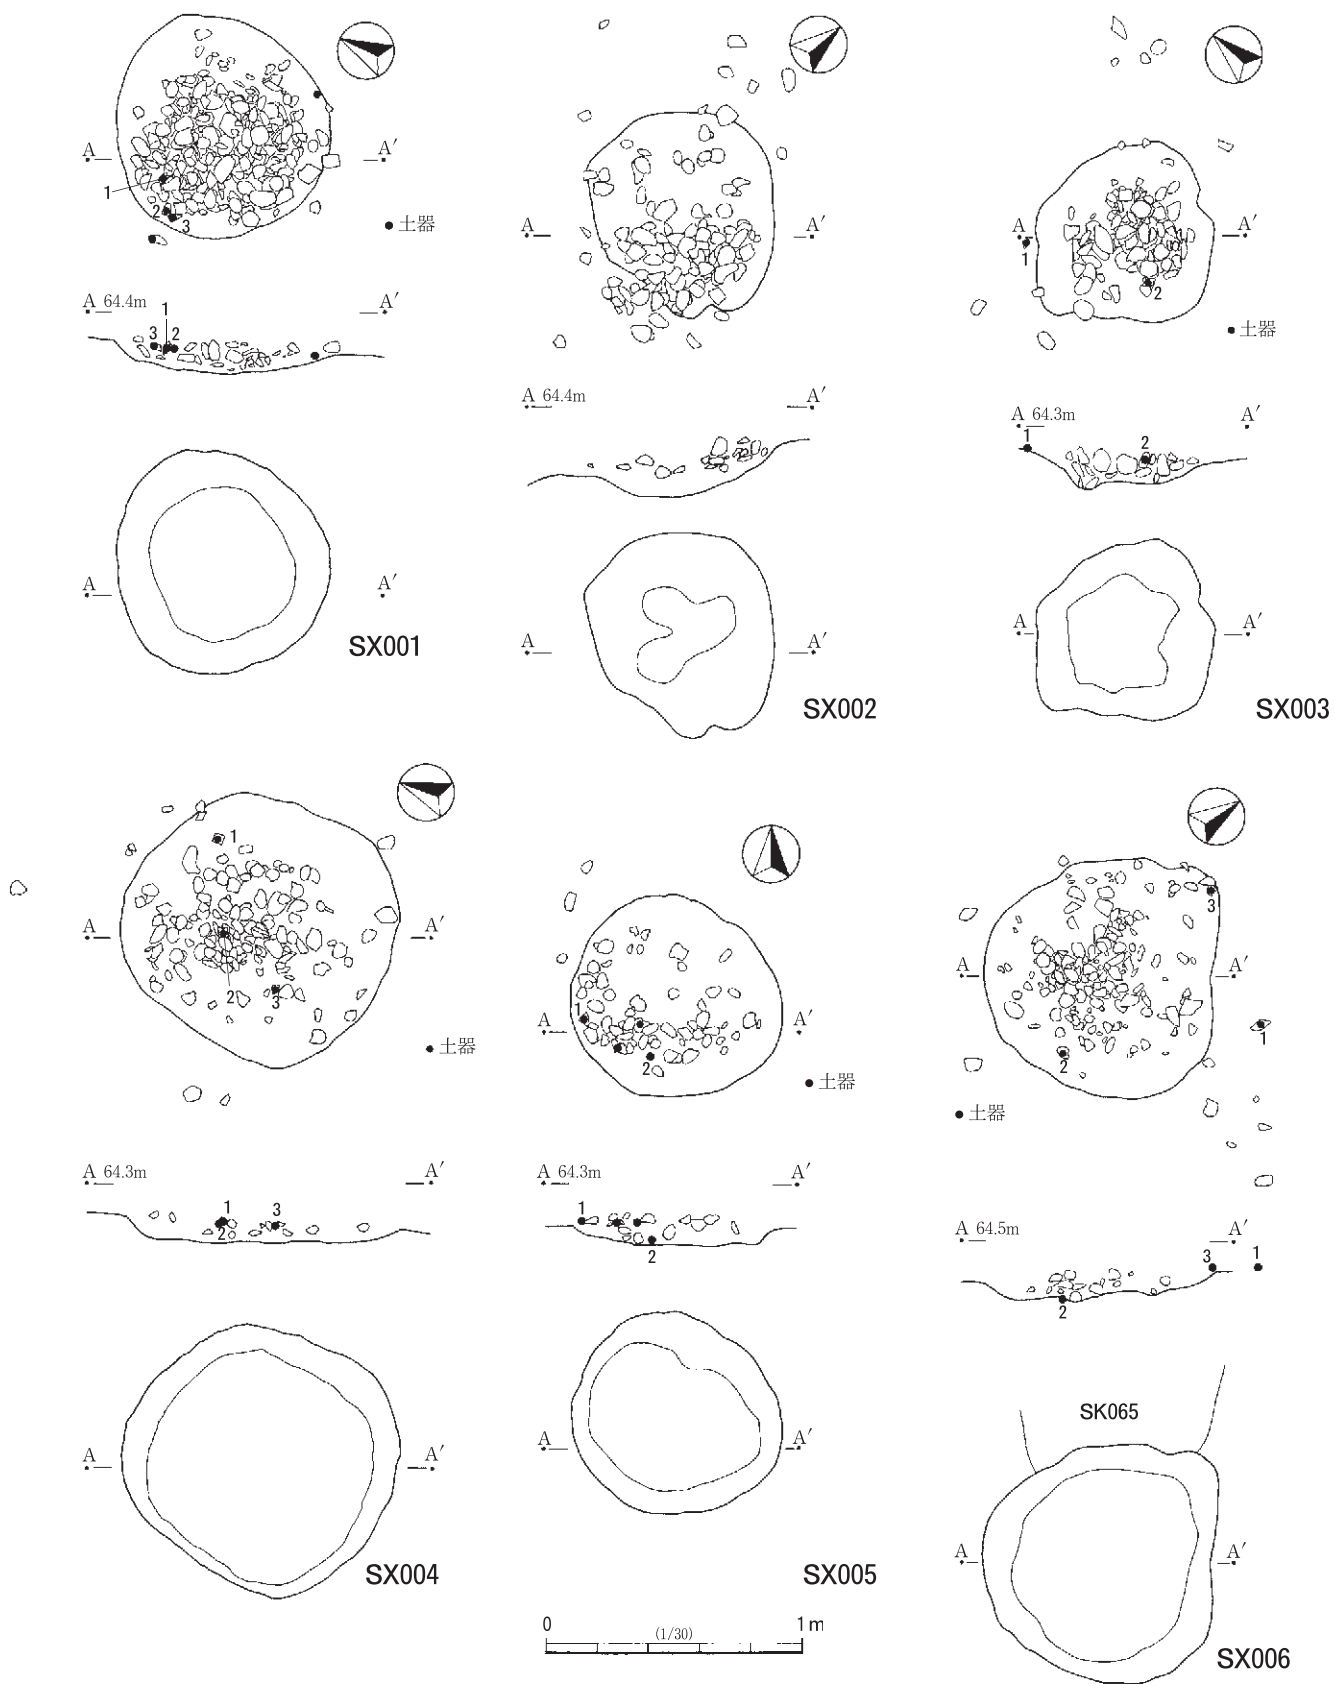 A A′
1
2
3
●土器
A 64.4m A′
1
3 2
A A′
SX001
A A′
A 64.4m A′
A A′
SX002
A A′
1
2
●土器
A 64.3m A′
1 2
A A′
SX003
1
A A′
2 3
●土器
A 64.3m A′
1 3
2
A A′
SX004
1
A A′
2
●土器
A 64.3m A′
1
2
A A′
SX005
3
A A′
1
2
●土器
A 64.5m A′
3 1
2
SK065
A A′
SX006
0 1m
(1/30)